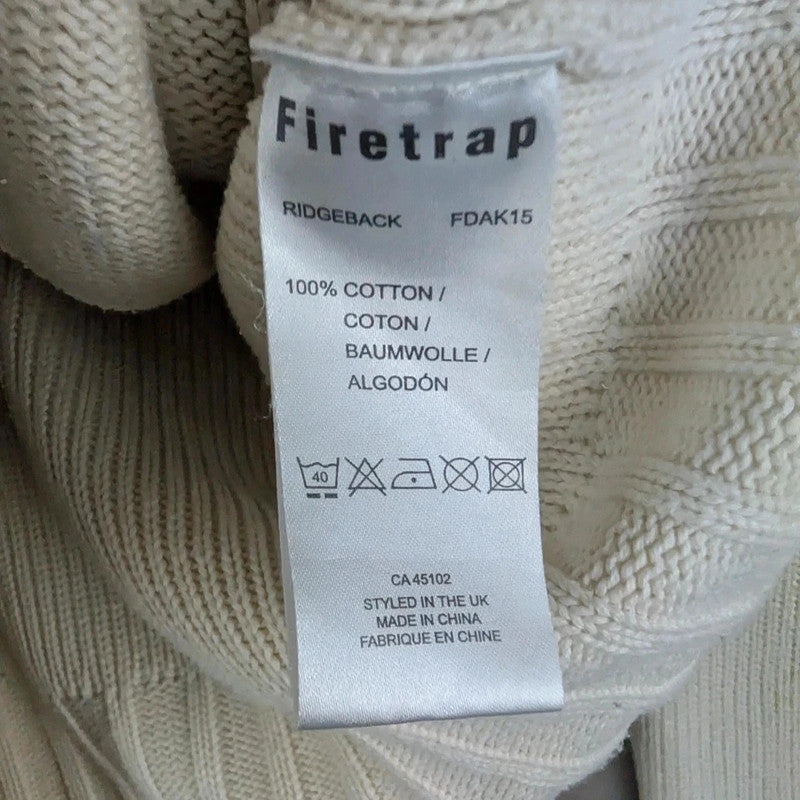 Firetrap
RIDGEBACK FDAK15
100% COTTON /
COTON /
BAUMWOLLE /
ALGODÓN
40
CA 45102
STYLED IN THE UK
MADE IN CHINA
FABRIQUE EN CHINE